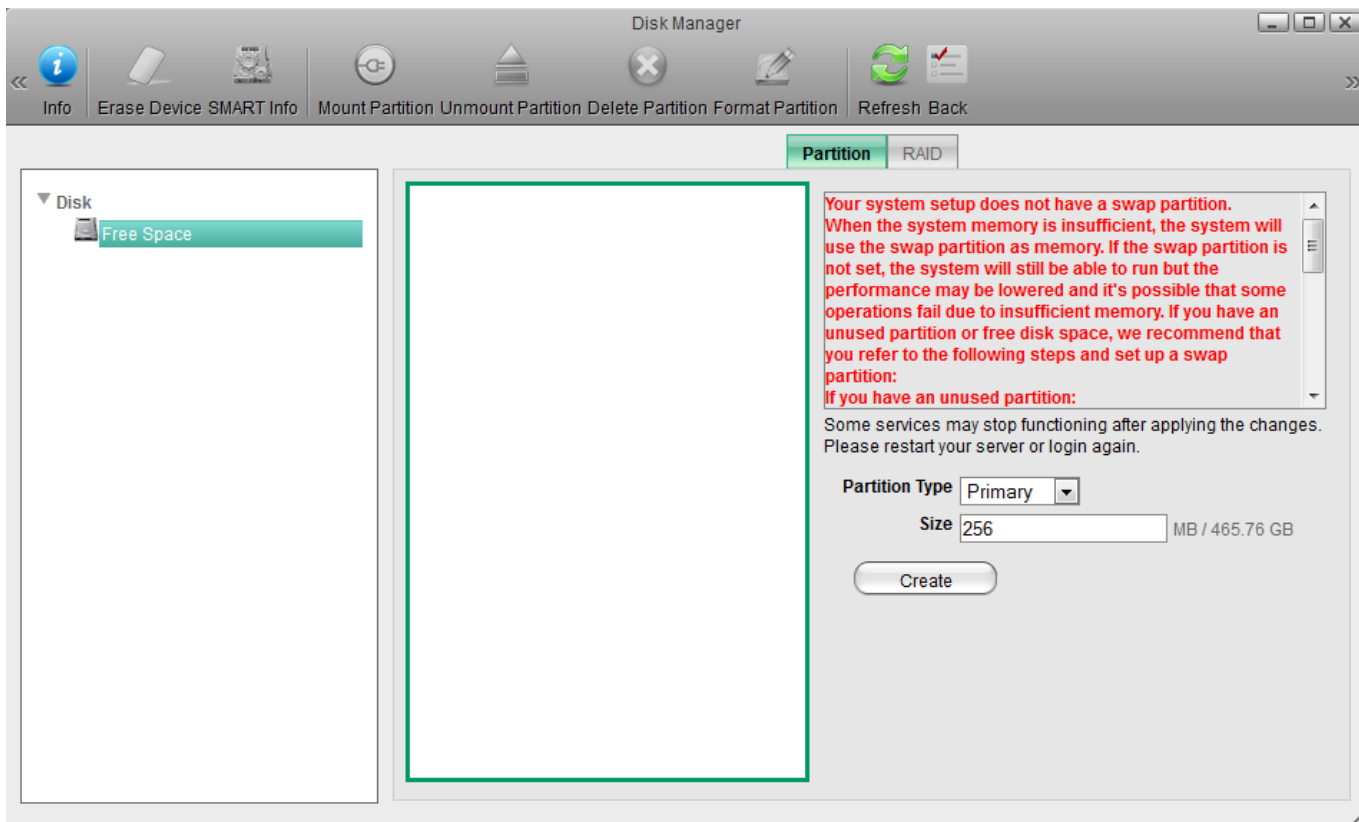 Disk Manager
«
Info
Erase Device
SMART Info
Mount Partition
Unmount Partition
Delete Partition
Format Partition
Refresh
Back
»
Partition
RAID
Disk
Free Space
Your system setup does not have a swap partition.
When the system memory is insufficient, the system will
use the swap partition as memory. If the swap partition is
not set, the system will still be able to run but the
performance may be lowered and it's possible that some
operations fail due to insufficient memory. If you have an
unused partition or free disk space, we recommend that
you refer to the following steps and set up a swap
partition:
If you have an unused partition:
Some services may stop functioning after applying the changes.
Please restart your server or login again.
Partition Type Primary
Size 256 MB / 465.76 GB
Create